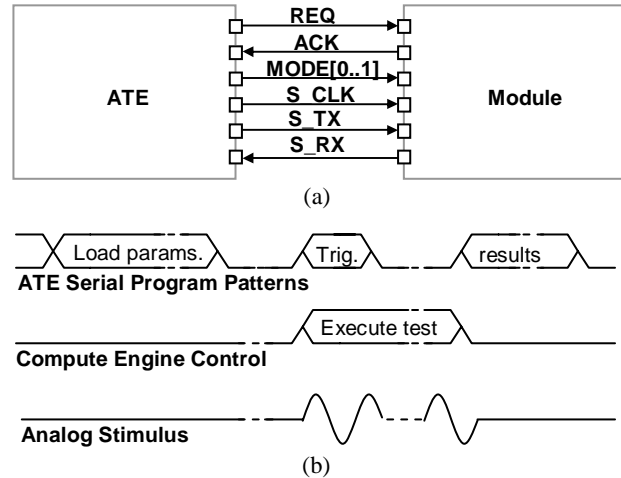 REQ
ACK
MODE[0..1]
S_CLK
S_TX
S_RX
ATE
Module
(a)
Load params.
Trig.
results
ATE Serial Program Patterns
Execute test
Compute Engine Control
Analog Stimulus
(b)